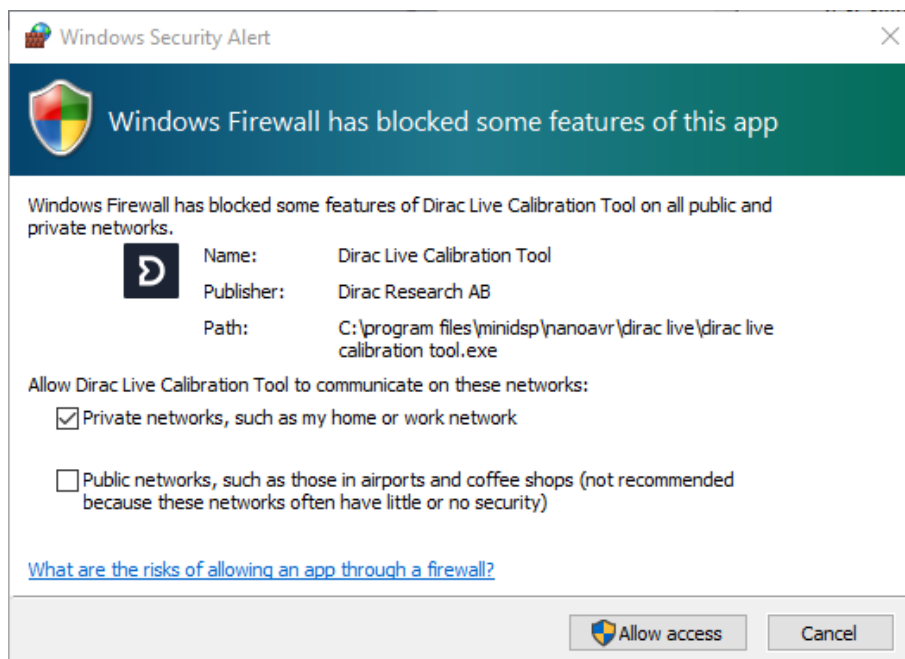 Windows Security Alert
Windows Firewall has blocked some features of this app
Windows Firewall has blocked some features of Dirac Live Calibration Tool on all public and
private networks.
Name: Dirac Live Calibration Tool
Publisher: Dirac Research AB
Path: C:\program files\minidsp\nanoavr\dirac live\dirac live
calibration tool.exe
Allow Dirac Live Calibration Tool to communicate on these networks:
Private networks, such as my home or work network
Public networks, such as those in airports and coffee shops (not recommended
because these networks often have little or no security)
What are the risks of allowing an app through a firewall?
Allow access Cancel